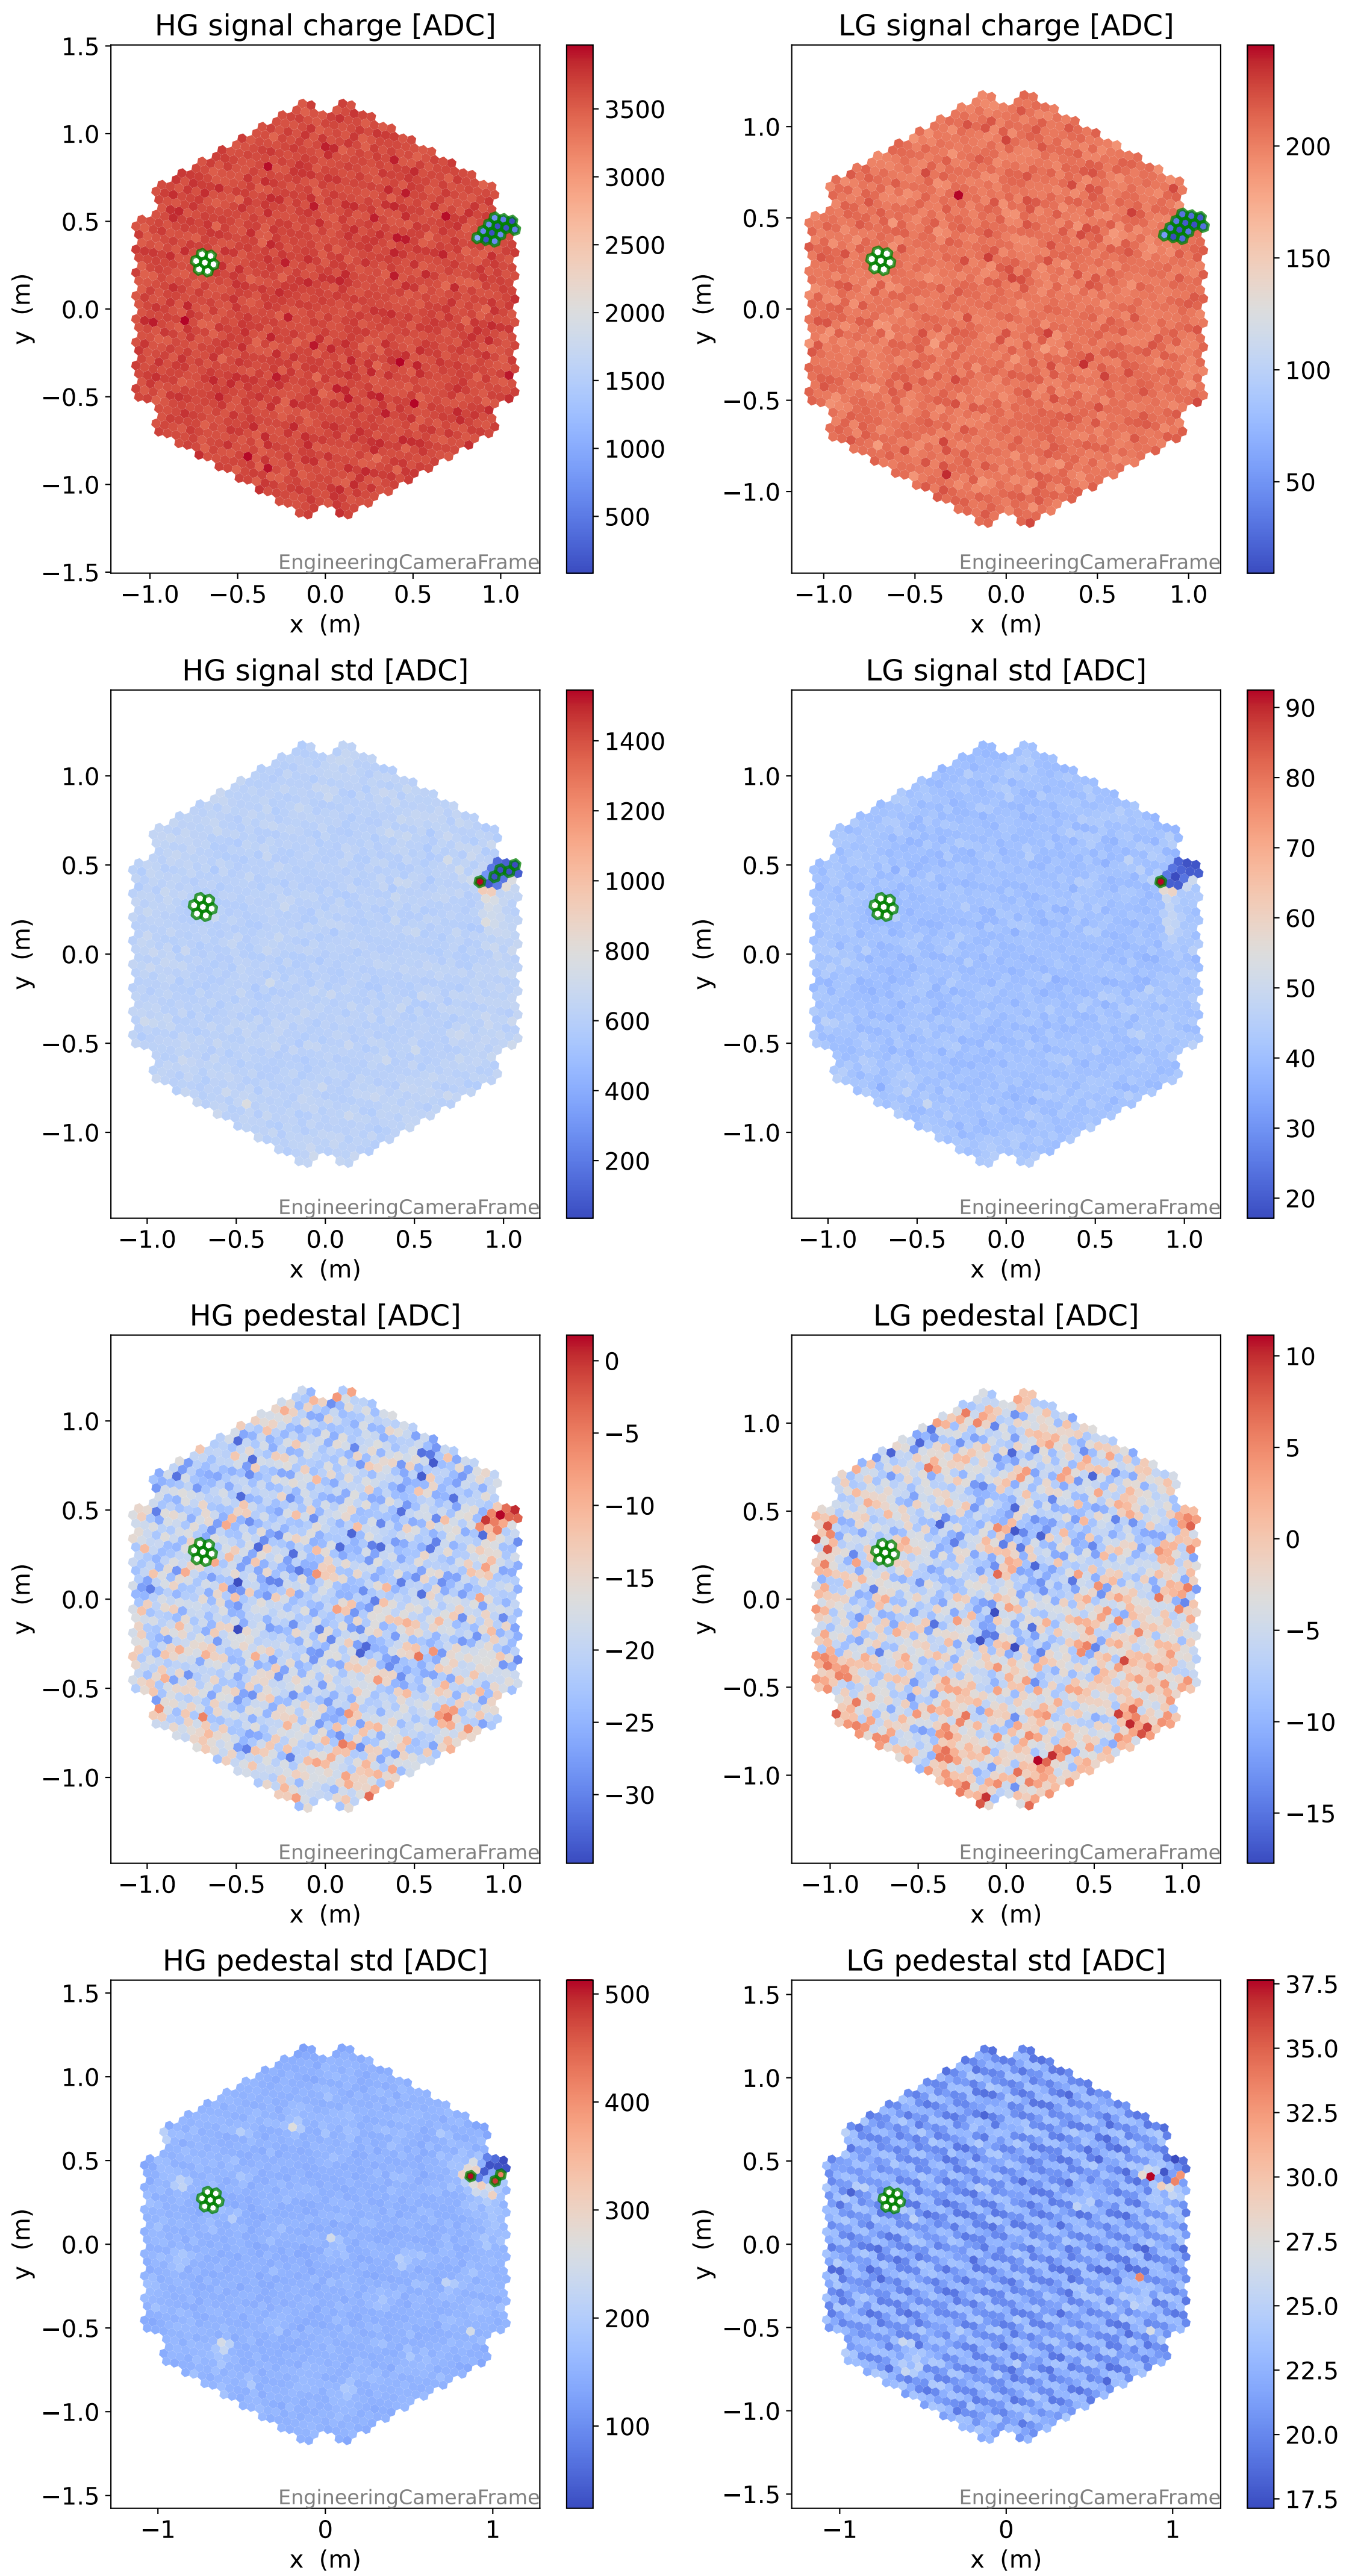 HG signal charge [ADC]
LG signal charge [ADC]
1.5
1.0
0.5
0.0
−0.5
−1.0
−1.5
y (m)
−1.0 −0.5 0.0 0.5 1.0
x (m)
EngineeringCameraFrame
3500
3000
2500
2000
1500
1000
500
1.0
0.5
0.0
−0.5
−1.0
y (m)
−1.0 −0.5 0.0 0.5 1.0
x (m)
EngineeringCameraFrame
200
150
100
50
HG signal std [ADC]
LG signal std [ADC]
1.0
0.5
0.0
−0.5
−1.0
y (m)
−1.0 −0.5 0.0 0.5 1.0
x (m)
EngineeringCameraFrame
1400
1200
1000
800
600
400
200
1.0
0.5
0.0
−0.5
−1.0
y (m)
−1.0 −0.5 0.0 0.5 1.0
x (m)
EngineeringCameraFrame
90
80
70
60
50
40
30
20
HG pedestal [ADC]
LG pedestal [ADC]
1.0
0.5
0.0
−0.5
−1.0
y (m)
−1.0 −0.5 0.0 0.5 1.0
x (m)
EngineeringCameraFrame
0
−5
−10
−15
−20
−25
−30
1.0
0.5
0.0
−0.5
−1.0
y (m)
−1.0 −0.5 0.0 0.5 1.0
x (m)
EngineeringCameraFrame
10
5
0
−5
−10
−15
HG pedestal std [ADC]
LG pedestal std [ADC]
1.5
1.0
0.5
0.0
−0.5
−1.0
−1.5
y (m)
−1 0 1
x (m)
EngineeringCameraFrame
500
400
300
200
100
1.5
1.0
0.5
0.0
−0.5
−1.0
−1.5
y (m)
−1 0 1
x (m)
EngineeringCameraFrame
37.5
35.0
32.5
30.0
27.5
25.0
22.5
20.0
17.5